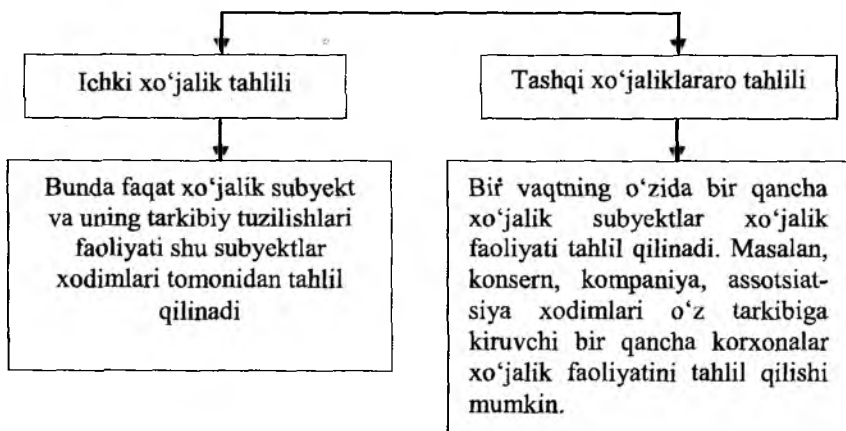 Ichki xo‘jalik tahlili
Tashqi xo‘jaliklararo tahlili
Bunda faqat xo‘jalik subyekt
va uning tarkibiy tuzilishlari
faoliyati shu subyektlar
xodimlari tomonidan tahlil
qilinadi
Bir vaqtning o‘zida bir qancha
xo‘jalik subyektlar xo‘jalik
faoliyati tahlil qilinadi. Masalan,
konsern, kompaniya, assotsiat-
siya xodimlari o‘z tarkibiga
kiruvchi bir qancha korxonalar
xo‘jalik faoliyatini tahlil qilishi
mumkin.